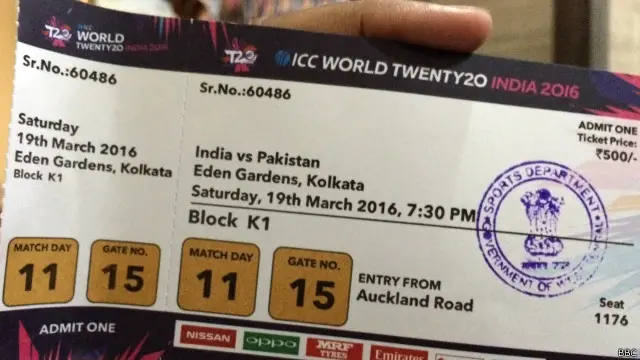 ICC
WORLD
TWENTY20 INDIA 2016
Sr.No.:60486
Saturday
19th March 2016
Eden Gardens, Kolkata
Block K1
MATCH DAY
11
GATE NO.
15
ADMIT ONE
ICC WORLD TWENTY20 INDIA 2016
Sr.No.:60486
ADMIT ONE
Ticket Price:
₹500/-
India vs Pakistan
Eden Gardens, Kolkata
Saturday, 19th March 2016, 7:30 PM
Block K1
MATCH DAY
11
GATE NO.
15
ENTRY FROM
Auckland Road
SPORTS DEPARTMENT
GOVERNMENT OF
Seat
1176
NISSAN
oppo
MRF
TYRES
Emirates
BBC